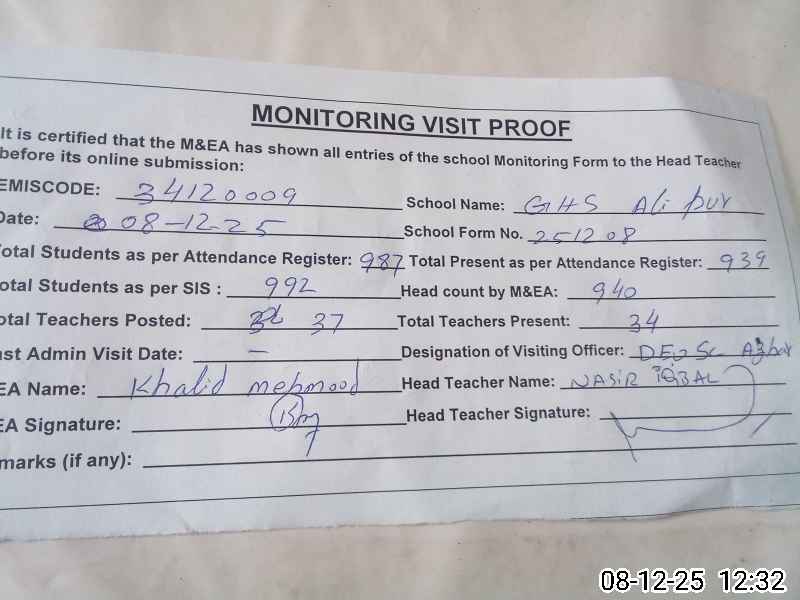 MONITORING VISIT PROOF
It is certified that the M&EA has shown all entries of the school Monitoring Form to the Head Teacher
before its online submission:
EMISCODE: 34120009 School Name: GHS Ali pur
Date: 08-12-25 School Form No. 251208
Total Students as per Attendance Register: 987 Total Present as per Attendance Register: 939
Total Students as per SIS : 992 Head count by M&EA: 940
Total Teachers Posted: 37 Total Teachers Present: 34
ast Admin Visit Date: — Designation of Visiting Officer: DEO Sc
EA Name: Khalid mehmood Head Teacher Name: NASIR IQBAL
EA Signature: Head Teacher Signature:
marks (if any):
08-12-25 12:32